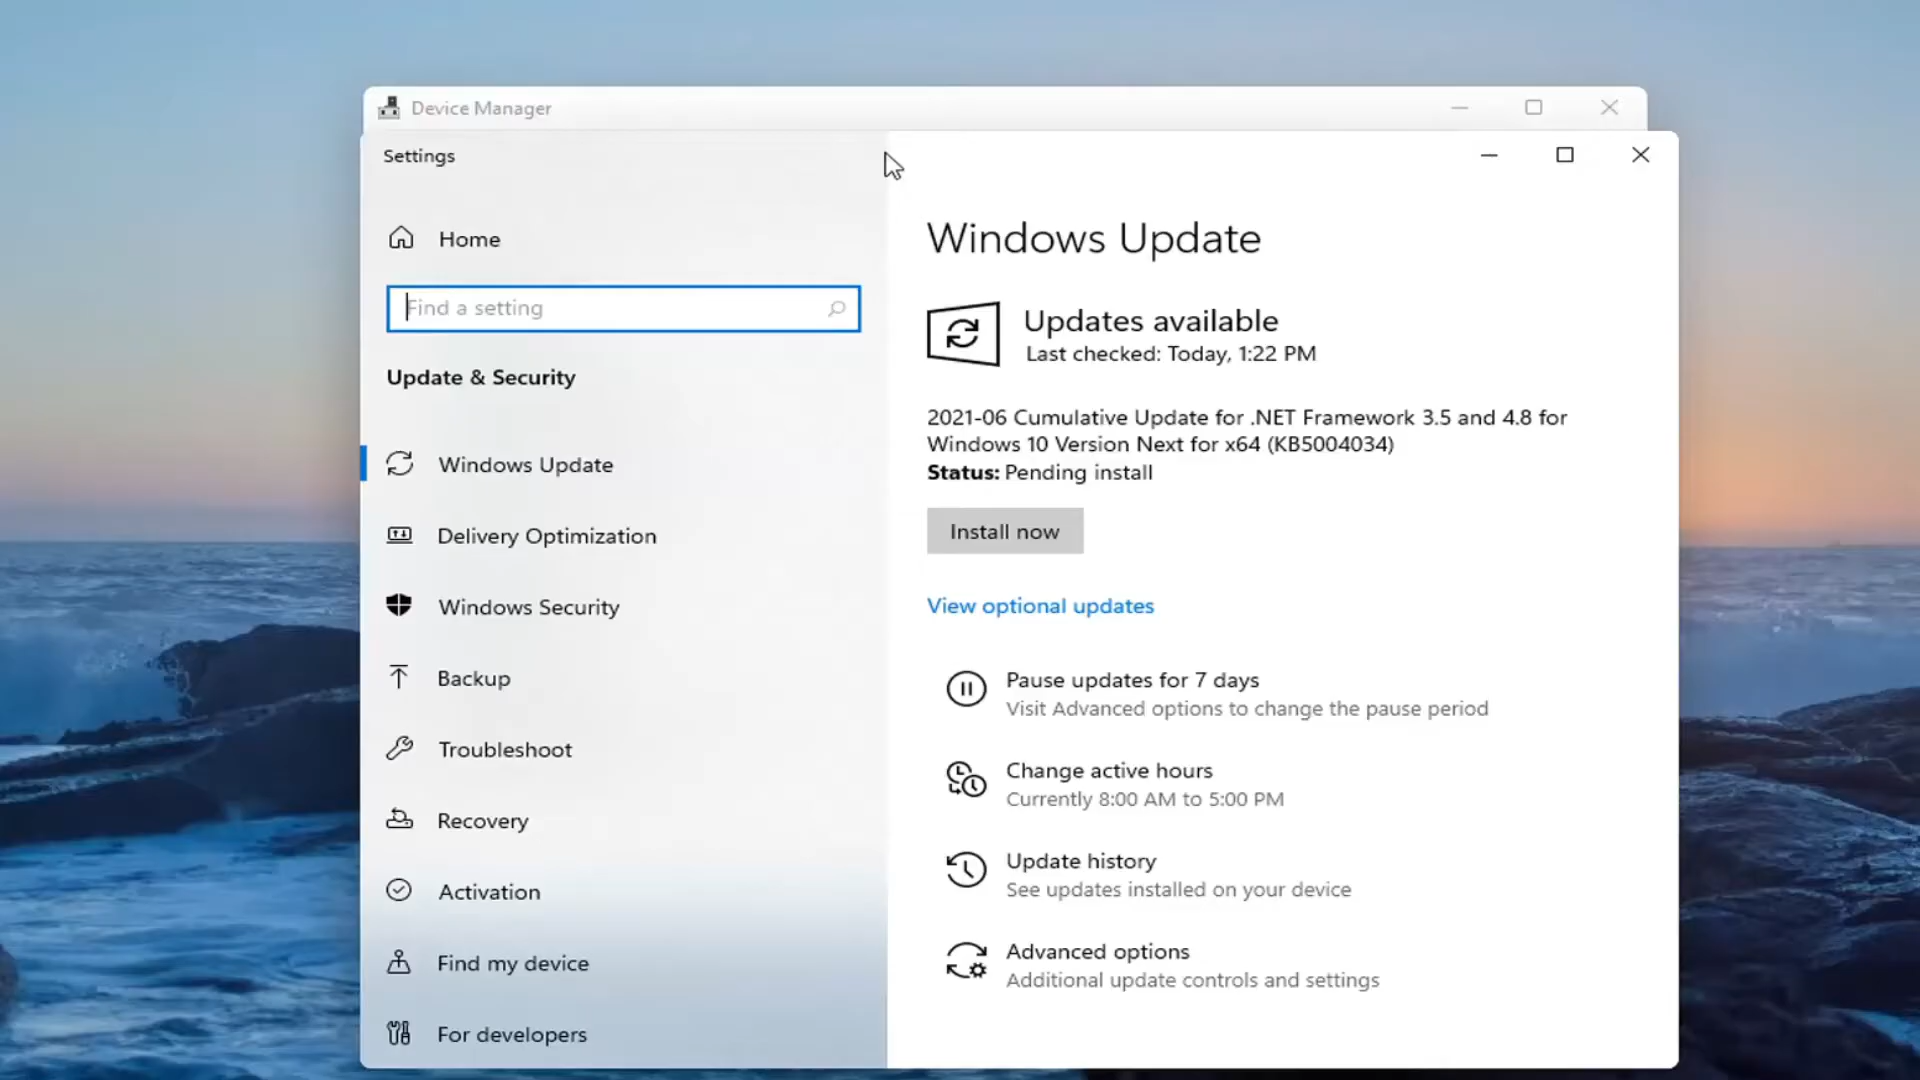 Device Manager
Settings
Home
Find a setting
Update & Security
Windows Update
Delivery Optimization
Windows Security
Backup
Troubleshoot
Recovery
Activation
Find my device
For developers
Windows Update
Updates available
Last checked: Today, 1:22 PM
2021-06 Cumulative Update for .NET Framework 3.5 and 4.8 for
Windows 10 Version Next for x64 (KB5004034)
Status: Pending install
Install now
View optional updates
Pause updates for 7 days
Visit Advanced options to change the pause period
Change active hours
Currently 8:00 AM to 5:00 PM
Update history
See updates installed on your device
Advanced options
Additional update controls and settings